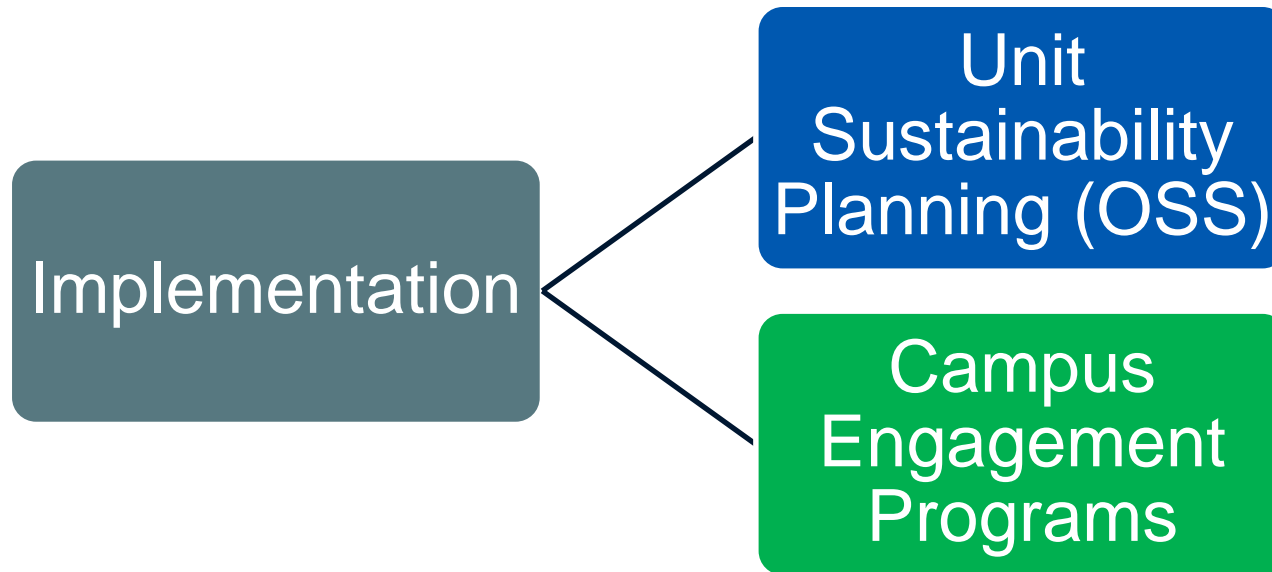 Implementation
Unit
Sustainability
Planning (OSS)
Campus
Engagement
Programs